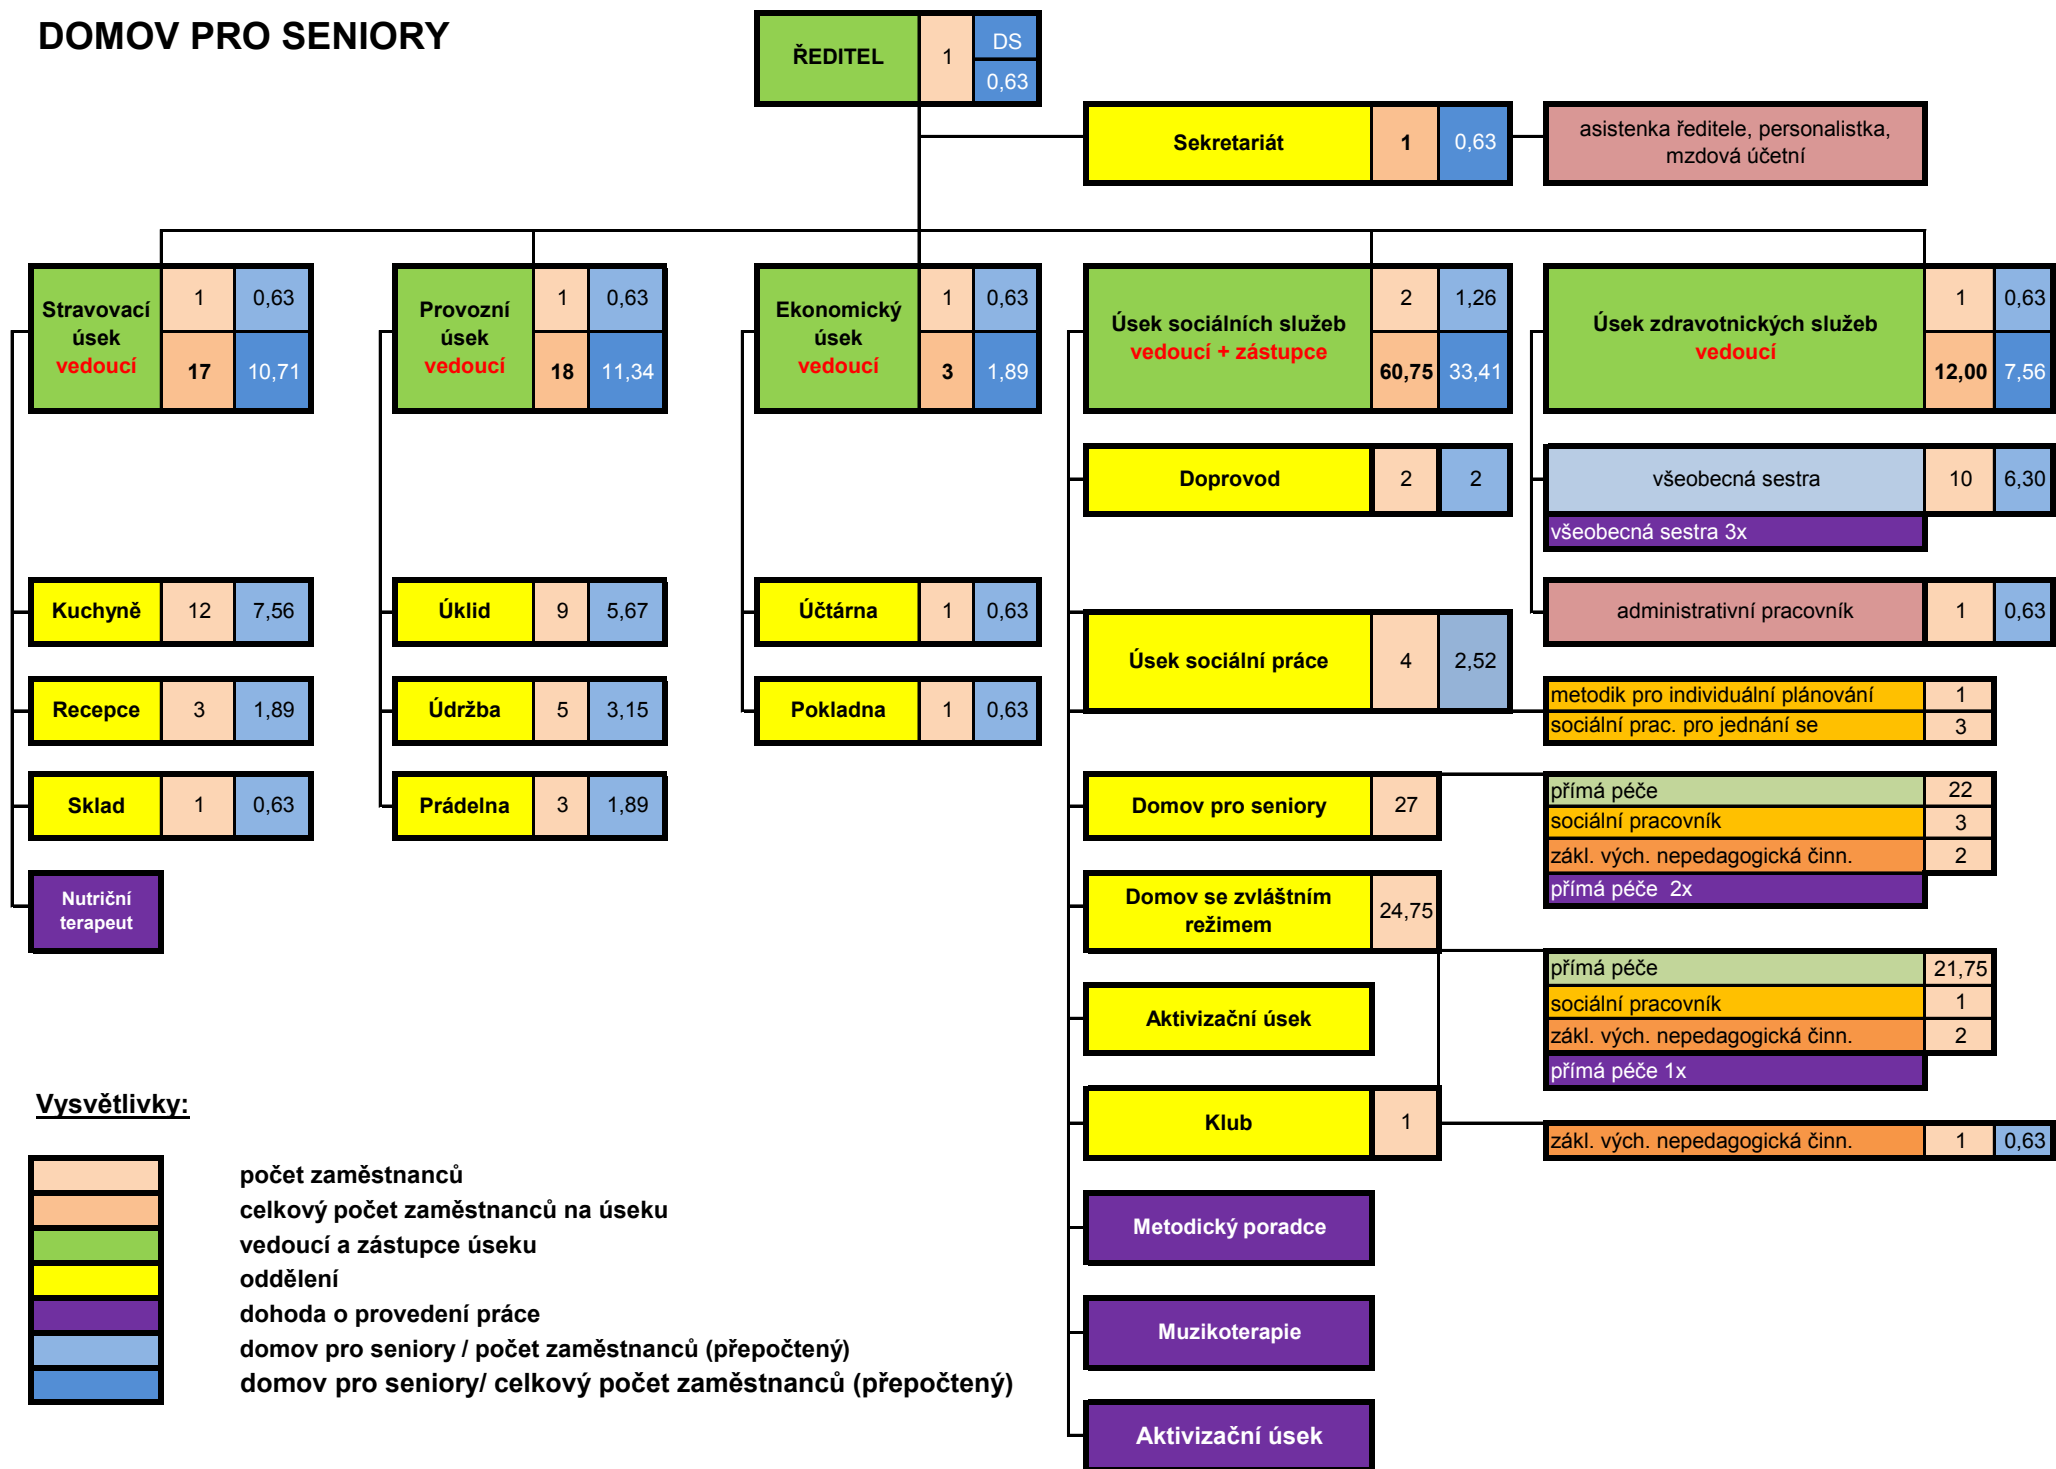 DOMOV PRO SENIORY
ŘEDITEL 1 DS
0,63
Sekretariát 1 0,63
asistenka ředitele, personalistka,
mzdová účetní
Stravovací
úsek
vedoucí
1 0,63
17 10,71
Provozní
úsek
vedoucí
1 0,63
18 11,34
Ekonomický
úsek
vedoucí
1 0,63
3 1,89
Úsek sociálních služeb
vedoucí + zástupce
2 1,26
60,75 33,41
Úsek zdravotnických služeb
vedoucí
1 0,63
12,00 7,56
Doprovod 2 2
všeobecná sestra 10 6,30
všeobecná sestra 3x
Kuchyně 12 7,56
Úklid 9 5,67
Účtárna 1 0,63
Úsek sociální práce 4 2,52
administrativní pracovník 1 0,63
Recepce 3 1,89
Údržba 5 3,15
Pokladna 1 0,63
metodik pro individuální plánování 1
sociální prac. pro jednání se 3
Sklad 1 0,63
Prádelna 3 1,89
Domov pro seniory 27
přímá péče 22
sociální pracovník 3
zákl. vých. nepedagogická činn. 2
přímá péče 2x
Nutriční
terapeut
Domov se zvláštním
režimem
24,75
přímá péče 21,75
sociální pracovník 1
zákl. vých. nepedagogická činn. 2
přímá péče 1x
Aktivizační úsek
Klub 1
zákl. vých. nepedagogická činn. 1 0,63
Metodický poradce
Muzikoterapie
Aktivizační úsek
Vysvětlivky:
počet zaměstnanců
celkový počet zaměstnanců na úseku
vedoucí a zástupce úseku
oddělení
dohoda o provedení práce
domov pro seniory / počet zaměstnanců (přepočtený)
domov pro seniory/ celkový počet zaměstnanců (přepočtený)